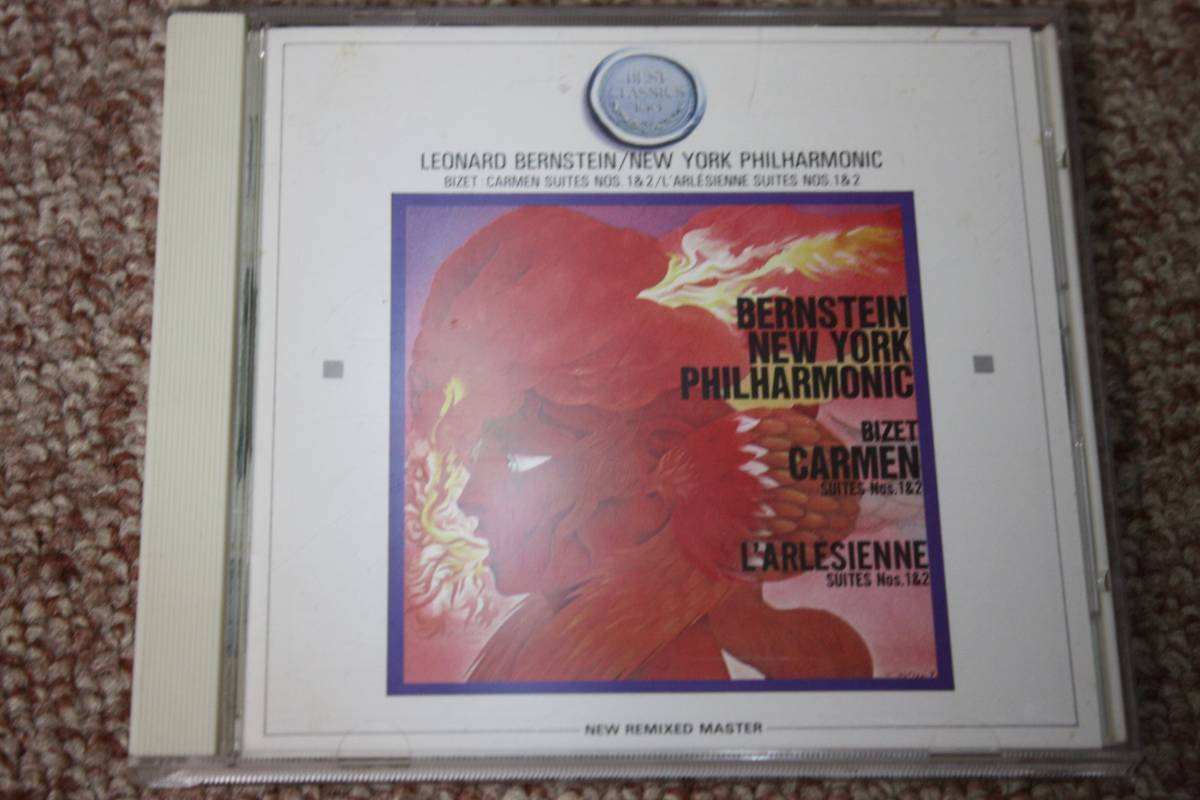 BEST
CLASSICS
100
LEONARD BERNSTEIN/NEW YORK PHILHARMONIC
BIZET: CARMEN SUITES NOS. 1&2/L'ARLÉSIENNE SUITES NOS. 1&2
BERNSTEIN
NEW YORK
PHILHARMONIC
BIZET
CARMEN
SUITES Nos.1&2
L'ARLESIENNE
SUITES Nos.1&2
NEW REMIXED MASTER